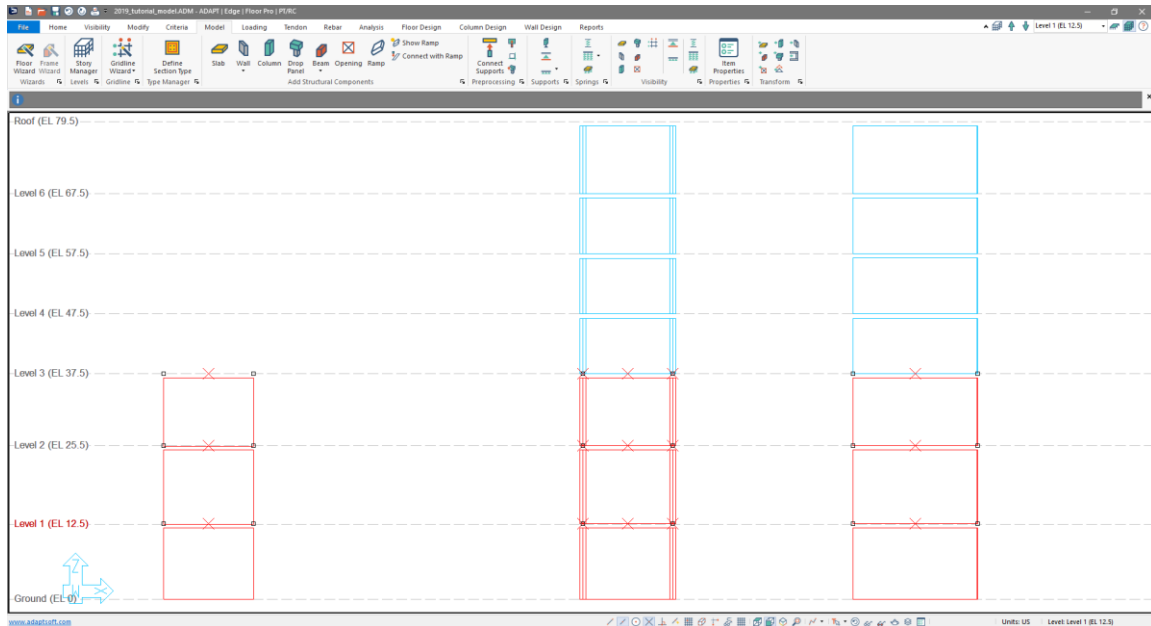 2019_tutorial_model.ADM - ADAPT | Edge | Floor Pro | PT/RC
File Home Visibility Modify Criteria Model Loading Tendon Rebar Analysis Floor Design Column Design Wall Design Reports
Level 1 (EL 12.5)
Floor Wizard
Frame Wizard
Story Manager
Gridline Wizard
Define Section Type
Slab
Wall
Column
Drop Panel
Beam
Opening
Ramp
Show Ramp
Connect with Ramp
Connect Supports
Item Properties
Wizards Levels Gridline Type Manager Add Structural Components Preprocessing Supports Springs Visibility Properties Transform
Roof (EL 79.5)
Level 6 (EL 67.5)
Level 5 (EL 57.5)
Level 4 (EL 47.5)
Level 3 (EL 37.5)
Level 2 (EL 25.5)
Level 1 (EL 12.5)
Z
X
Ground (EL 0)
www.adaptsoft.com
Units: US
Level: Level 1 (EL 12.5)